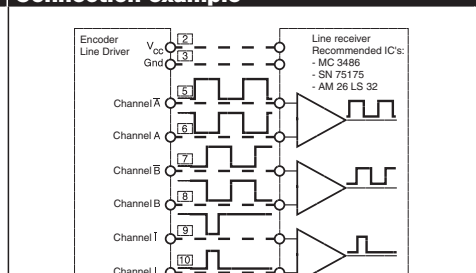 Connection example
Encoder
Line Driver
Vcc
Gnd
2
3
Line receiver
Recommended IC's:
- MC 3486
- SN 75175
- AM 26 LS 32
Channel A̅
5
Channel A
6
Channel B̅
7
Channel B
8
Channel I̅
9
Channel I
10